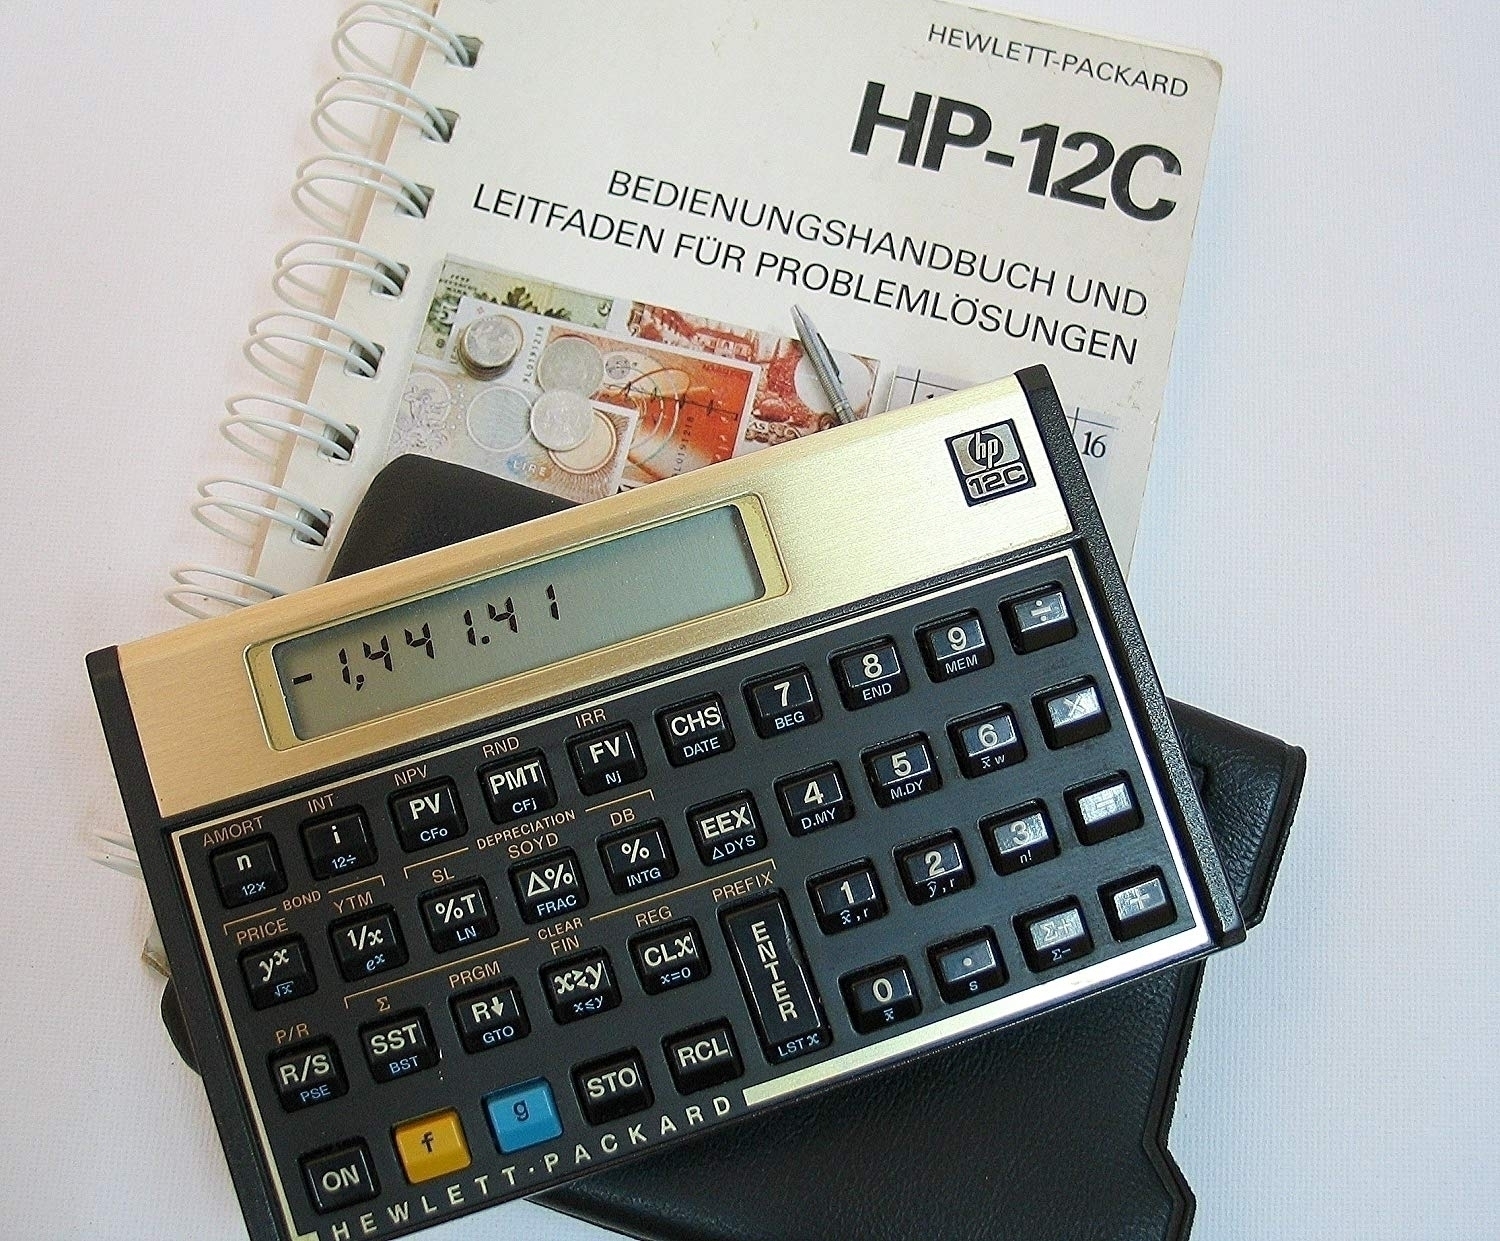 HEWLETT-PACKARD
HP-12C
BEDIENUNGSHANDBUCH UND
LEITFADEN FÜR PROBLEMLÖSUNGEN
9L0191218
L0191218
LIRE
16
hp
12C
-1,441.41
AMORT INT NPV RND IRR
n i PV PMT FV CHS 7 8 9 ÷
12x 12÷ CFo CFj Nj DATE BEG END MEM
BOND DEPRECIATION
PRICE YTM SL SOYD DB
yx 1/x %T Δ% % EEX 4 5 6 ×
√x ex LN FRAC INTG ΔDYS D.MY M.DY x̄w
CLEAR
P/R Σ PRGM FIN REG PREFIX
R/S SST R↓ x≷y CLx ENTER 1 2 3 −
PSE BST GTO x≤y x=0 LSTx x̂,r ŷ,r n!
ON f g STO RCL 0 · Σ+ +
x̄ s Σ−
HEWLETT·PACKARD